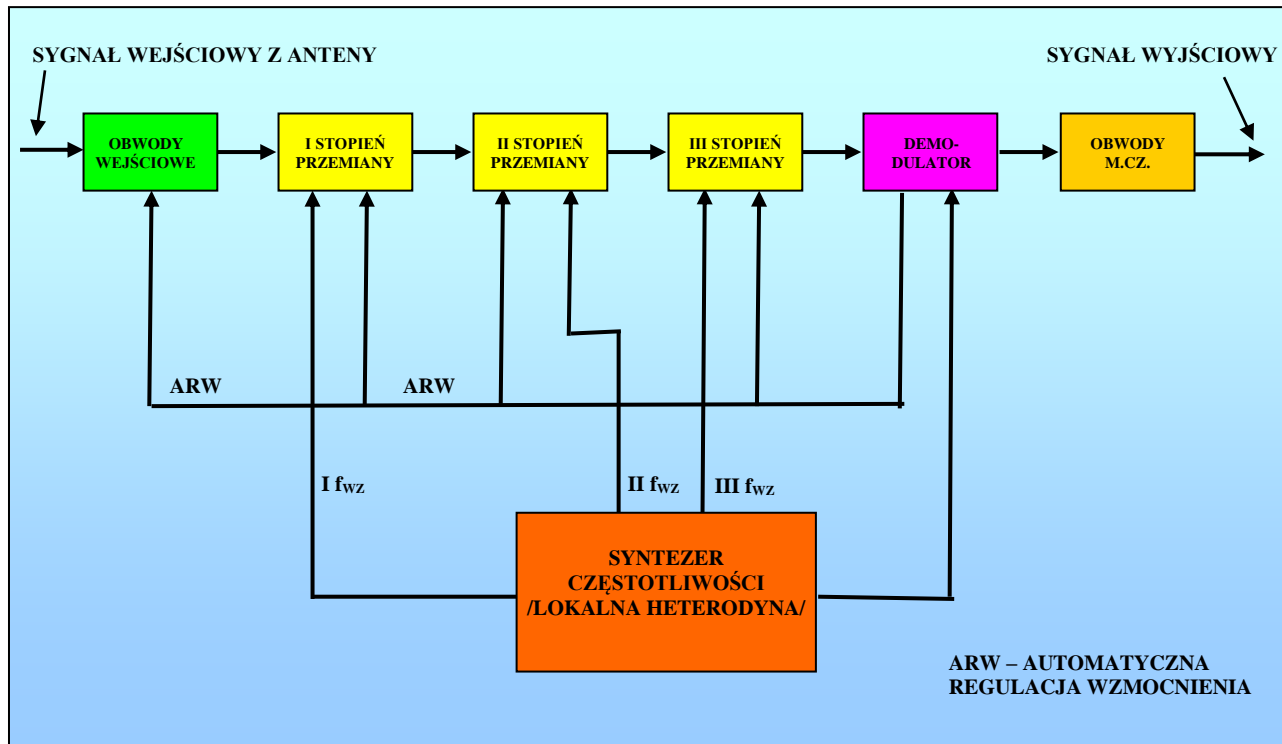 SYGNAŁ WEJŚCIOWY Z ANTENY
SYGNAŁ WYJŚCIOWY
OBWODY
WEJŚCIOWE
I STOPIEŃ
PRZEMIANY
II STOPIEŃ
PRZEMIANY
III STOPIEŃ
PRZEMIANY
DEMO-
DULATOR
OBWODY
M.CZ.
ARW
ARW
I fWZ
II fWZ
III fWZ
SYNTEZER
CZĘSTOTLIWOŚCI
/LOKALNA HETERODYNA/
ARW – AUTOMATYCZNA
REGULACJA WZMOCNIENIA